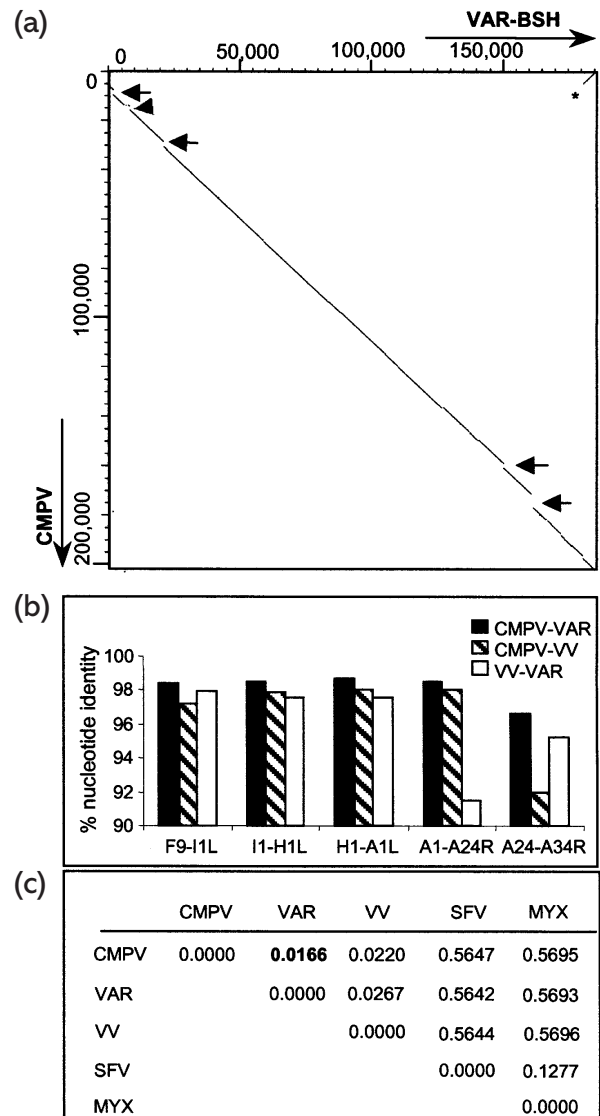 (a)
VAR-BSH
0 50,000 100,000 150,000
0
*
100,000
200,000
CMPV
(b)
CMPV-VAR
CMPV-VV
VV-VAR
% nucleotide identity
100
98
96
94
92
90
F9-I1L I1-H1L H1-A1L A1-A24R A24-A34R
(c)
CMPV VAR VV SFV MYX
CMPV 0.0000 0.0166 0.0220 0.5647 0.5695
VAR 0.0000 0.0267 0.5642 0.5693
VV 0.0000 0.5644 0.5696
SFV 0.0000 0.1277
MYX 0.0000